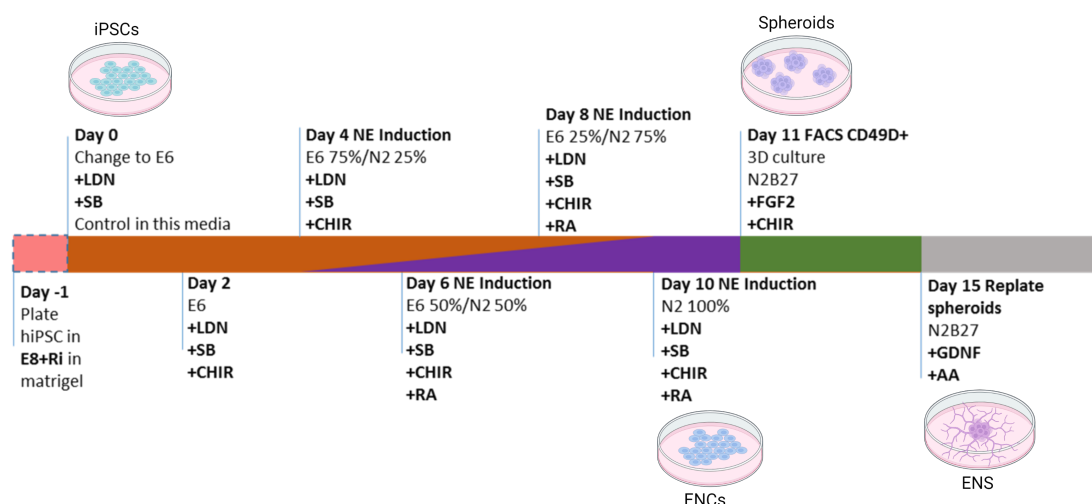 iPSCs
Spheroids
Day 0
Change to E6
+LDN
+SB
Control in this media
Day 4 NE Induction
E6 75%/N2 25%
+LDN
+SB
+CHIR
Day 8 NE Induction
E6 25%/N2 75%
+LDN
+SB
+CHIR
+RA
Day 11 FACS CD49D+
3D culture
N2B27
+FGF2
+CHIR
Day -1
Plate
hiPSC in
E8+Ri in
matrigel
Day 2
E6
+LDN
+SB
+CHIR
Day 6 NE Induction
E6 50%/N2 50%
+LDN
+SB
+CHIR
+RA
Day 10 NE Induction
N2 100%
+LDN
+SB
+CHIR
+RA
Day 15 Replate
spheroids
N2B27
+GDNF
+AA
ENCs
ENS